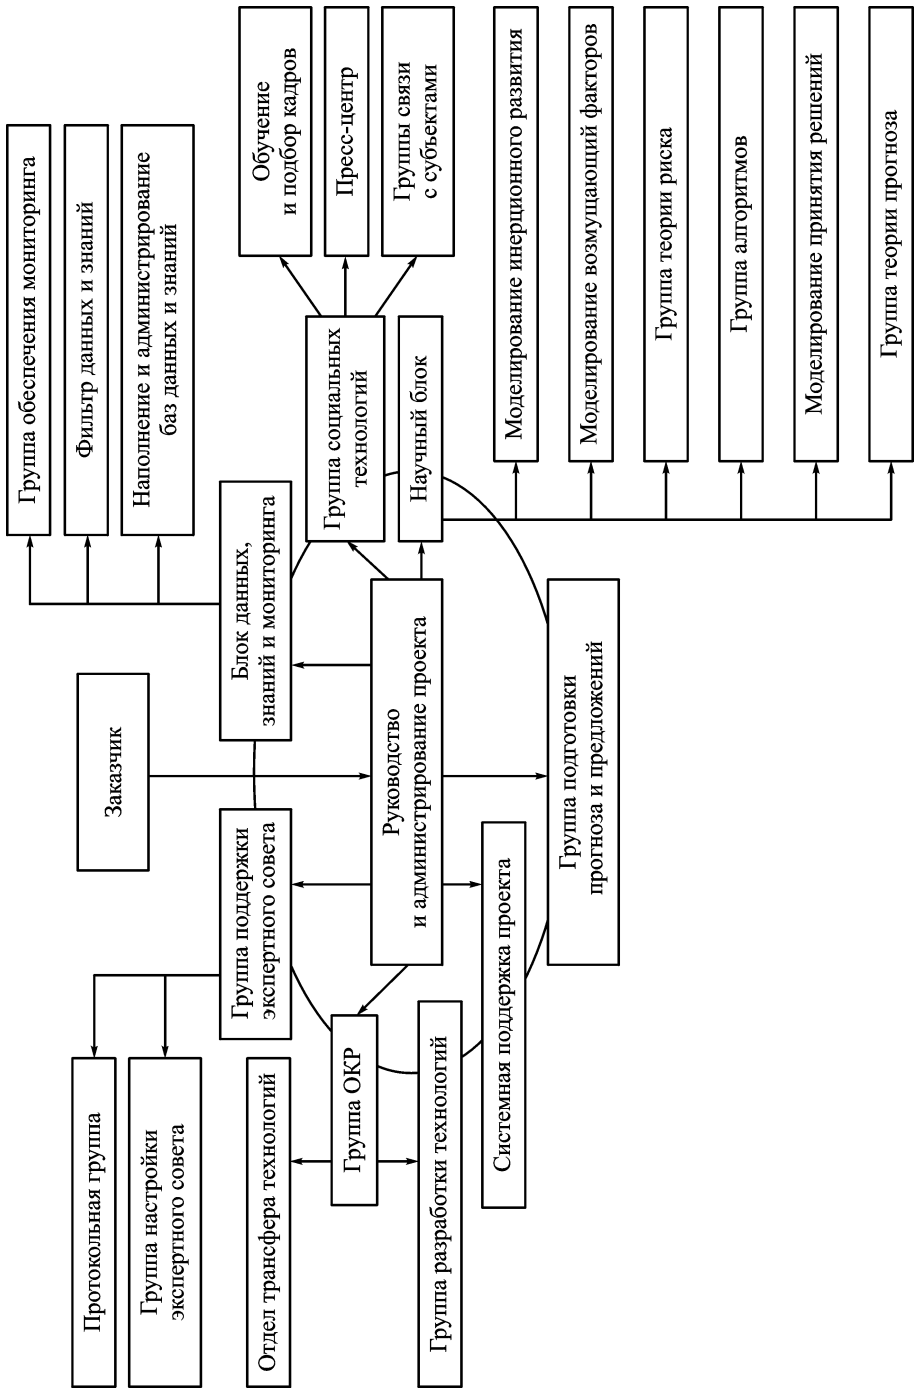 Заказчик
Протокольная группа
Группа настройки
экспертного совета
Группа поддержки
экспертного совета
Блок данных,
знаний и мониторинга
Группа обеспечения мониторинга
Фильтр данных и знаний
Наполнение и администрирование
баз данных и знаний
Отдел трансфера технологий
Группа ОКР
Группа разработки технологий
Руководство
и администрирование проекта
Группа социальных
технологий
Обучение
и подбор кадров
Пресс-центр
Группы связи
с субъектами
Научный блок
Системная поддержка проекта
Группа подготовки
прогноза и предложений
Моделирование инерционного развития
Моделирование возмущающий факторов
Группа теории риска
Группа алгоритмов
Моделирование принятия решений
Группа теории прогноза